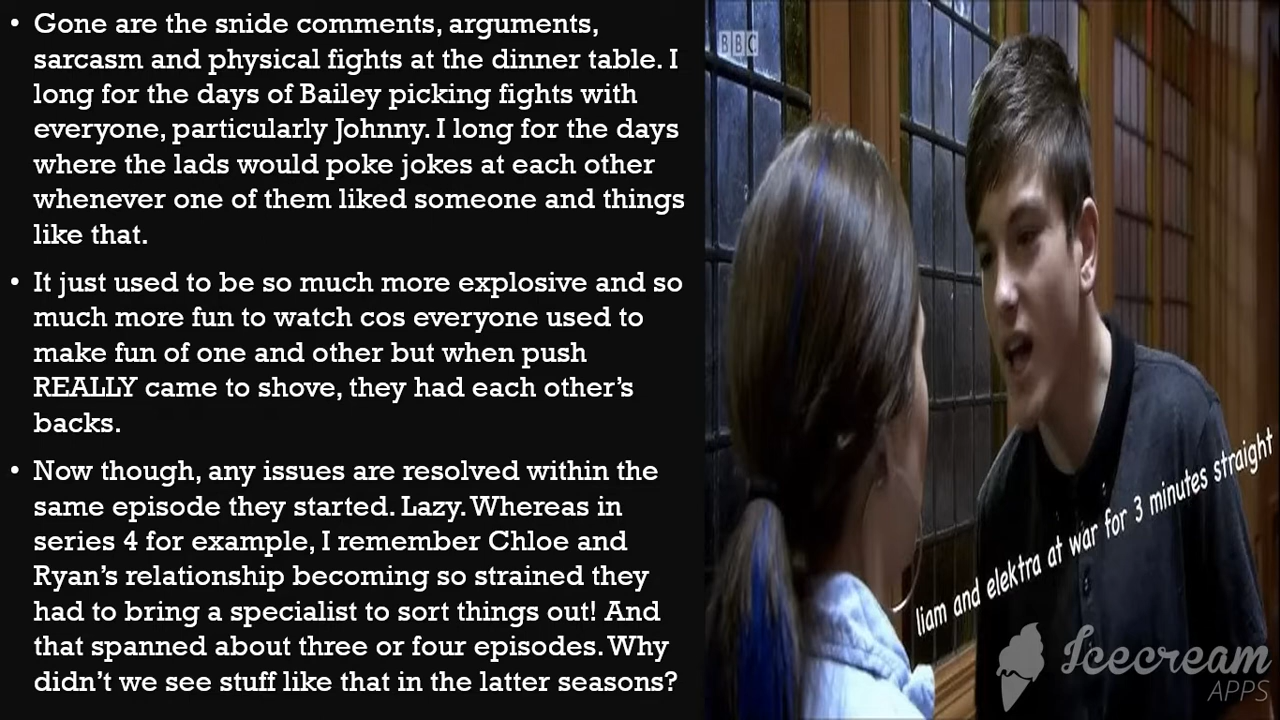 • Gone are the snide comments, arguments,
sarcasm and physical fights at the dinner table. I
long for the days of Bailey picking fights with
everyone, particularly Johnny. I long for the days
where the lads would poke jokes at each other
whenever one of them liked someone and things
like that.
• It just used to be so much more explosive and so
much more fun to watch cos everyone used to
make fun of one and other but when push
REALLY came to shove, they had each other's
backs.
• Now though, any issues are resolved within the
same episode they started. Lazy. Whereas in
series 4 for example, I remember Chloe and
Ryan's relationship becoming so strained they
had to bring a specialist to sort things out! And
that spanned about three or four episodes. Why
didn't we see stuff like that in the latter seasons?
BBC
liam and elektra at war for 3 minutes straight
Icecream
APPS